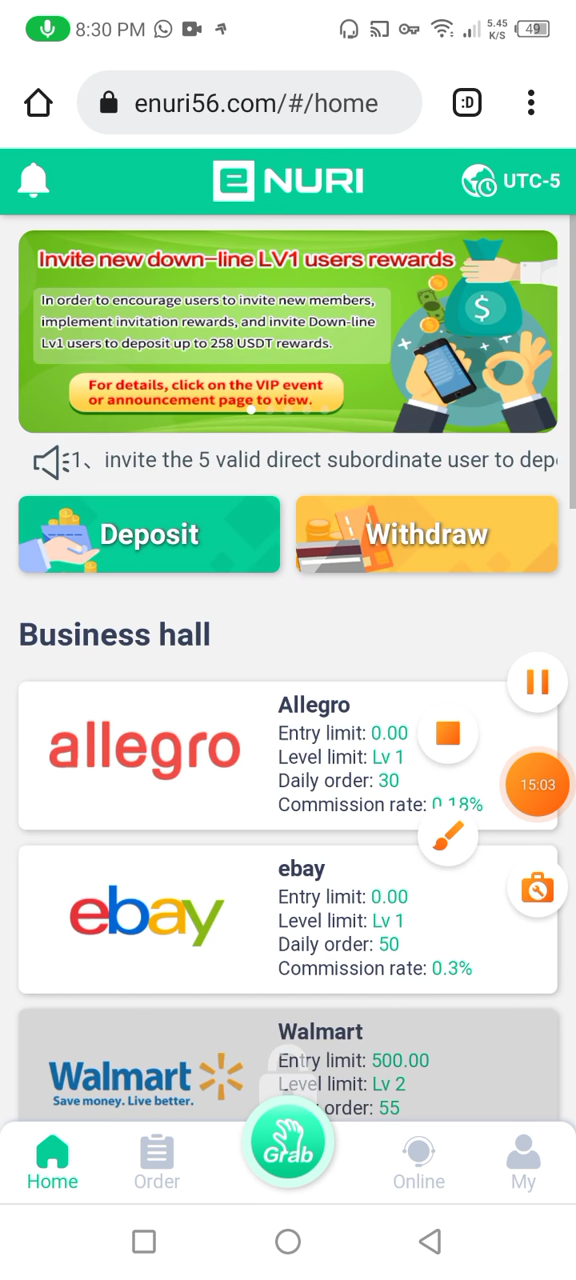 8:30 PM
5.45
K/S
49
enuri56.com/#/home
:D
e NURI
UTC-5
Invite new down-line LV1 users rewards
In order to encourage users to invite new members,
implement invitation rewards, and invite Down-line
Lv1 users to deposit up to 258 USDT rewards.
$
For details, click on the VIP event
or announcement page to view.
1、invite the 5 valid direct subordinate user to dep
Deposit
Withdraw
Business hall
allegro
Allegro
Entry limit: 0.00
Level limit: Lv 1
Daily order: 30
Commission rate: 0.18%
15:03
ebay
ebay
Entry limit: 0.00
Level limit: Lv 1
Daily order: 50
Commission rate: 0.3%
Walmart
Save money. Live better.
Walmart
Entry limit: 500.00
Level limit: Lv 2
order: 55
Grab
Home
Order
Online
My